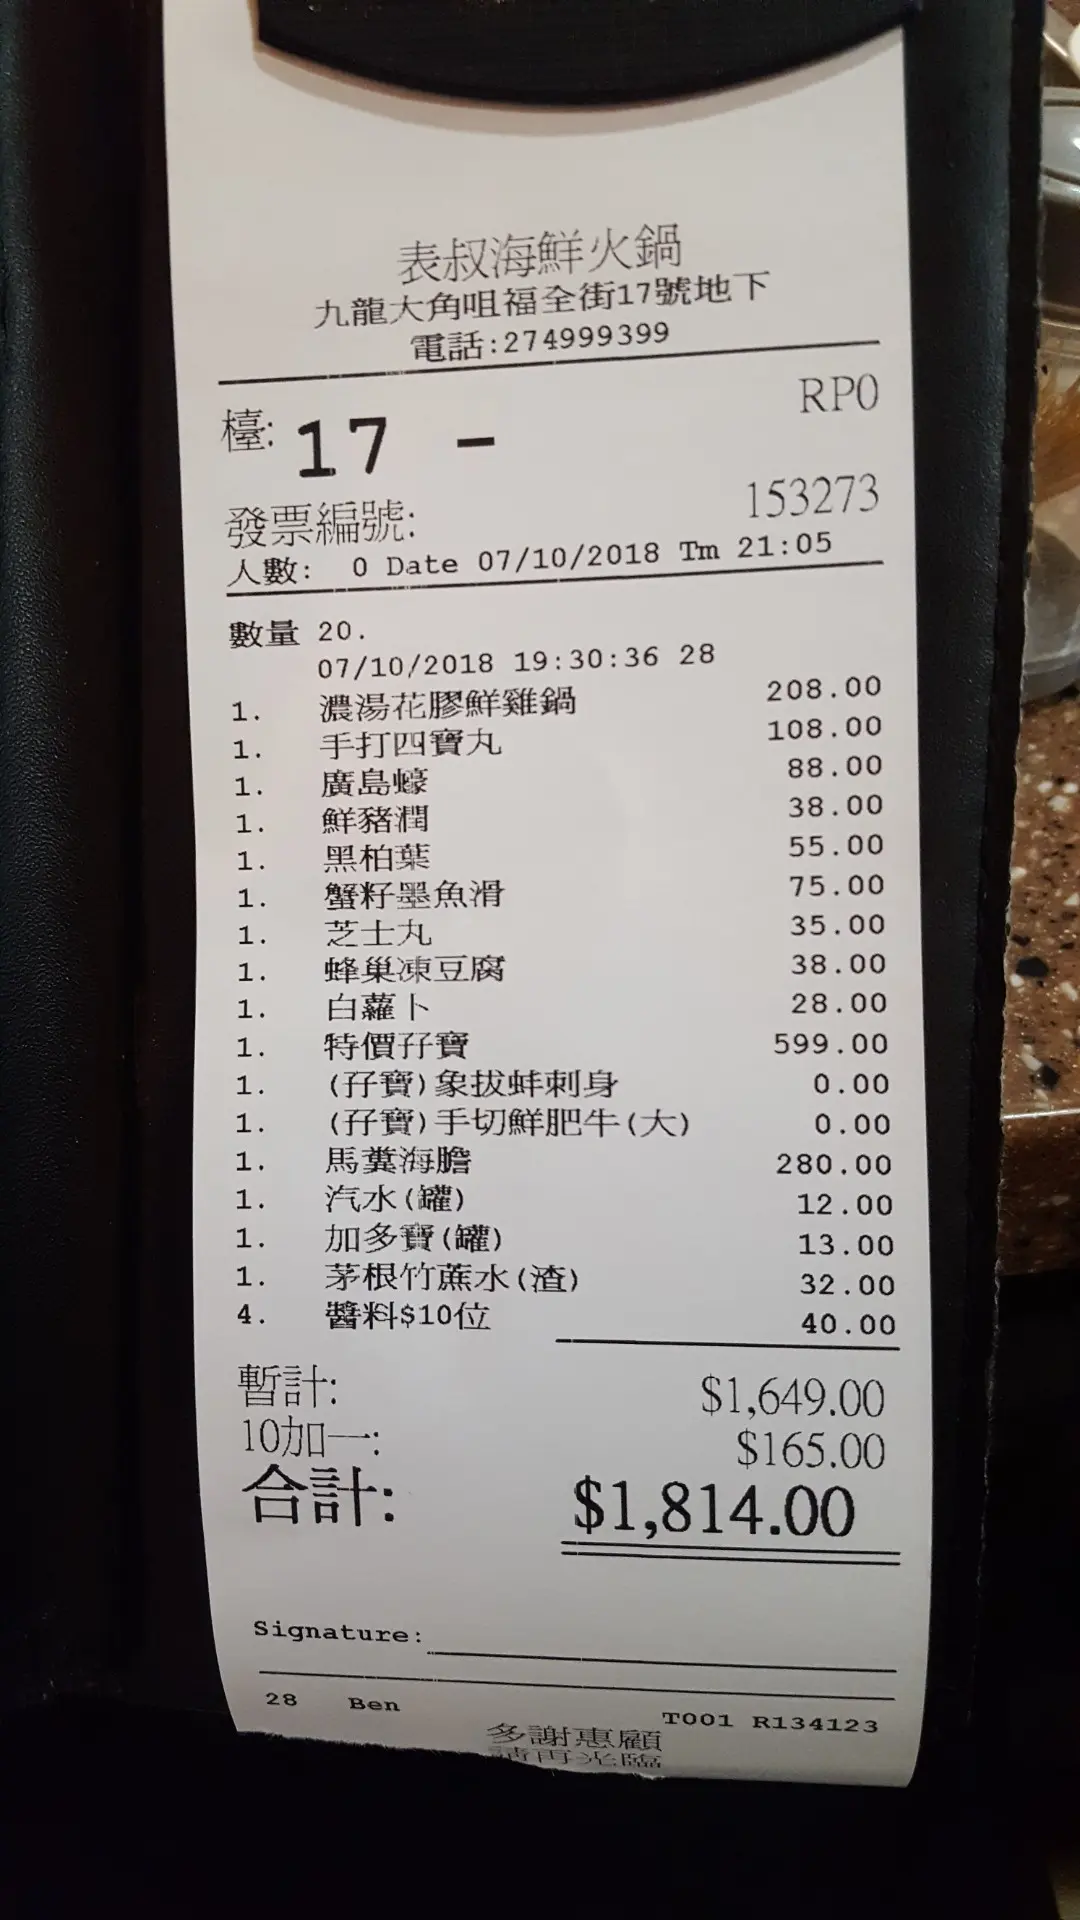 表叔海鮮火鍋
九龍大角咀福全街17號地下
電話:274999399
檯: 17 - RP0
發票編號: 153273
人數: 0 Date 07/10/2018 Tm 21:05
數量 20.
07/10/2018 19:30:36 28
1. 濃湯花膠鮮雞鍋 208.00
1. 手打四寶丸 108.00
1. 廣島蠔 88.00
1. 鮮豬潤 38.00
1. 黑柏葉 55.00
1. 蟹籽墨魚滑 75.00
1. 芝士丸 35.00
1. 蜂巢凍豆腐 38.00
1. 白蘿卜 28.00
1. 特價孖寶 599.00
1. (孖寶)象拔蚌刺身 0.00
1. (孖寶)手切鮮肥牛(大) 0.00
1. 馬糞海膽 280.00
1. 汽水(罐) 12.00
1. 加多寶(罐) 13.00
1. 茅根竹蔗水(渣) 32.00
4. 醬料$10位 40.00
暫計: $1,649.00
10加一: $165.00
合計: $1,814.00
Signature:
28 Ben T001 R134123
多謝惠顧
請再光臨